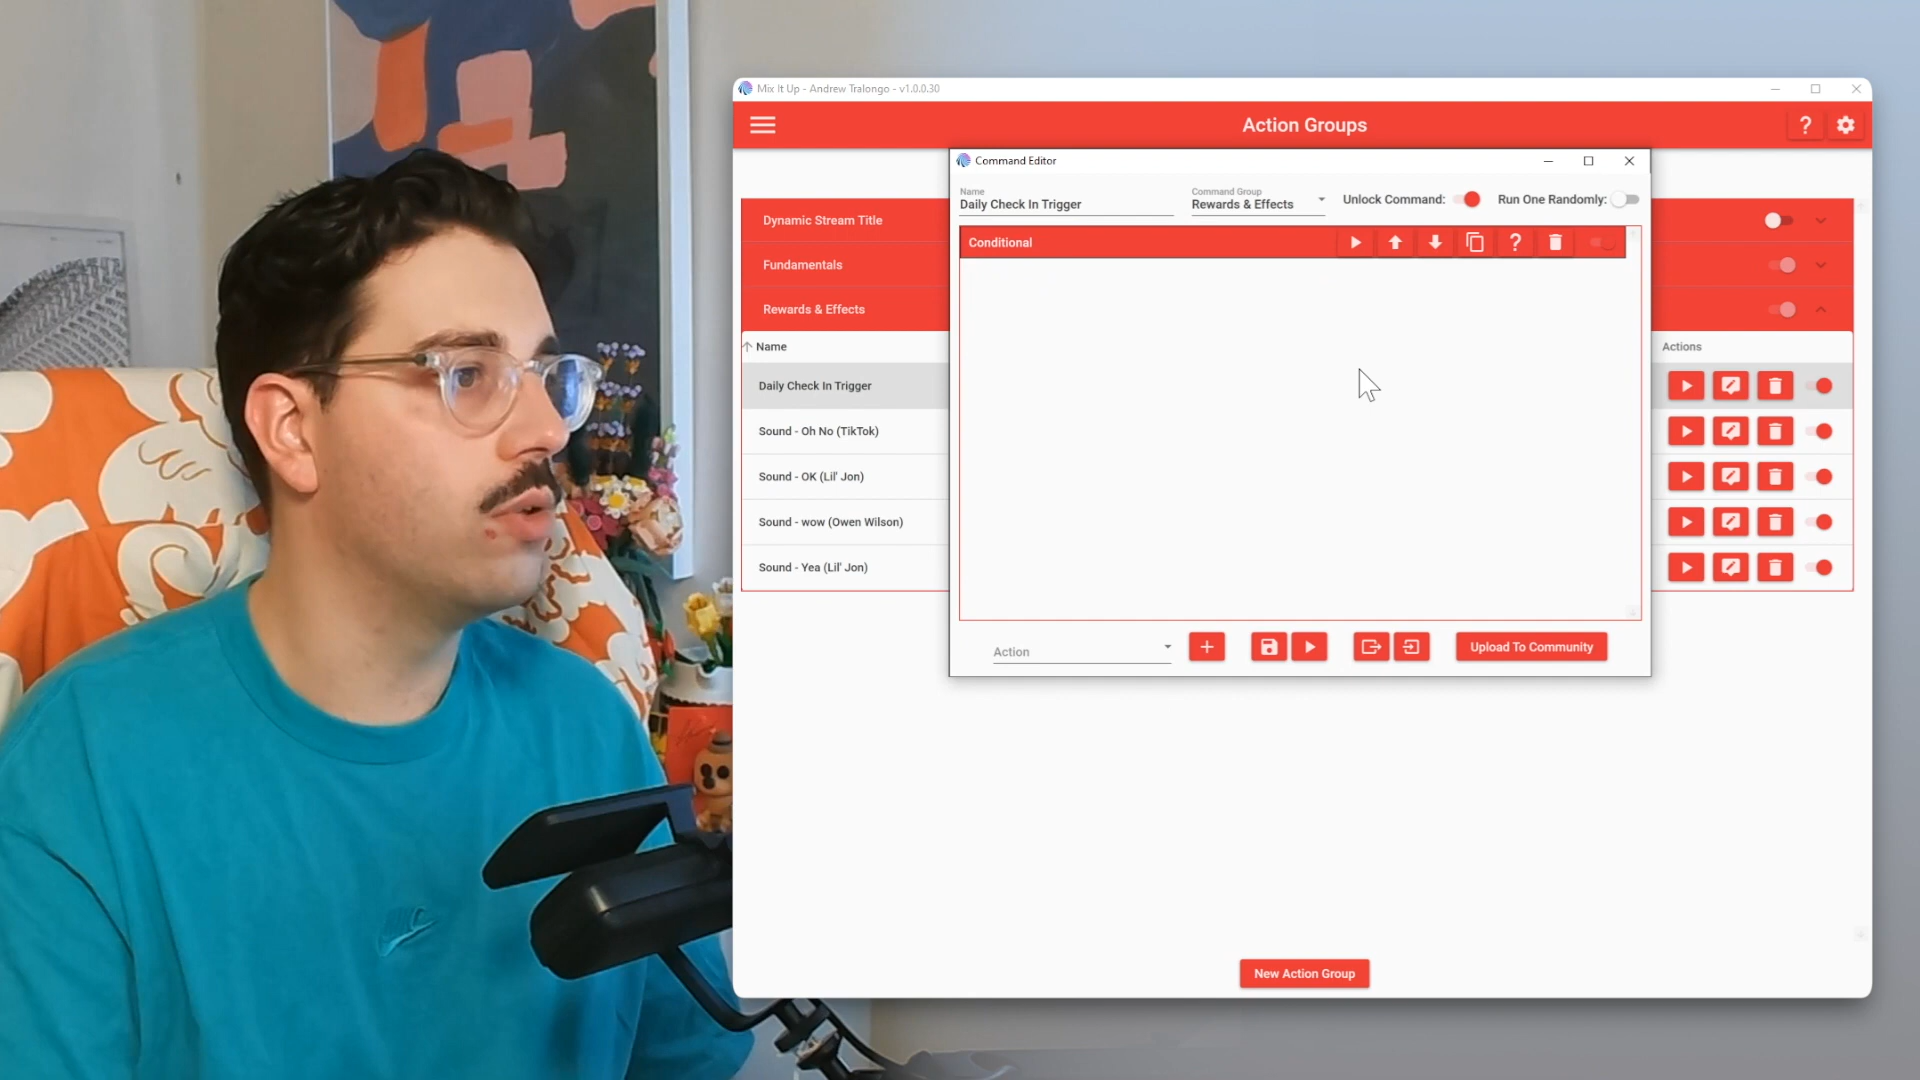 Mix It Up - Andrew Tralongo - v1.0.0.30
Action Groups
?
Command Editor
Name
Daily Check In Trigger
Command Group
Rewards & Effects
Unlock Command:
Run One Randomly:
Conditional
?
Dynamic Stream Title
Fundamentals
Rewards & Effects
Name
Actions
Daily Check In Trigger
Sound - Oh No (TikTok)
Sound - OK (Lil' Jon)
Sound - wow (Owen Wilson)
Sound - Yea (Lil' Jon)
Action
Upload To Community
New Action Group